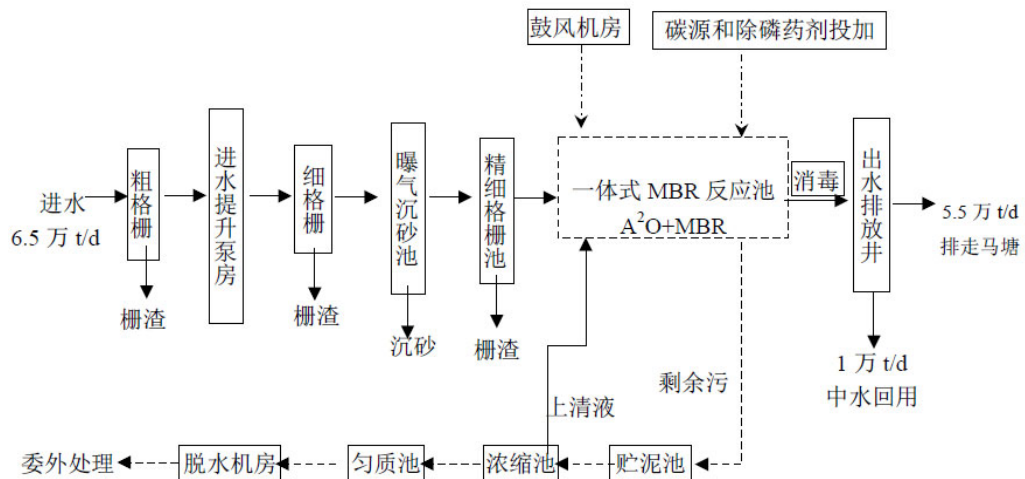 鼓风机房
碳源和除磷药剂投加
进水
6.5 万 t/d
粗格栅
进水提升泵房
细格栅
曝气沉砂池
精细格栅池
一体式 MBR 反应池
A²O+MBR
消毒
出水排放井
5.5 万 t/d
排走马塘
栅渣
栅渣
沉砂
栅渣
1 万 t/d
中水回用
剩余污
上清液
委外处理
脱水机房
匀质池
浓缩池
贮泥池